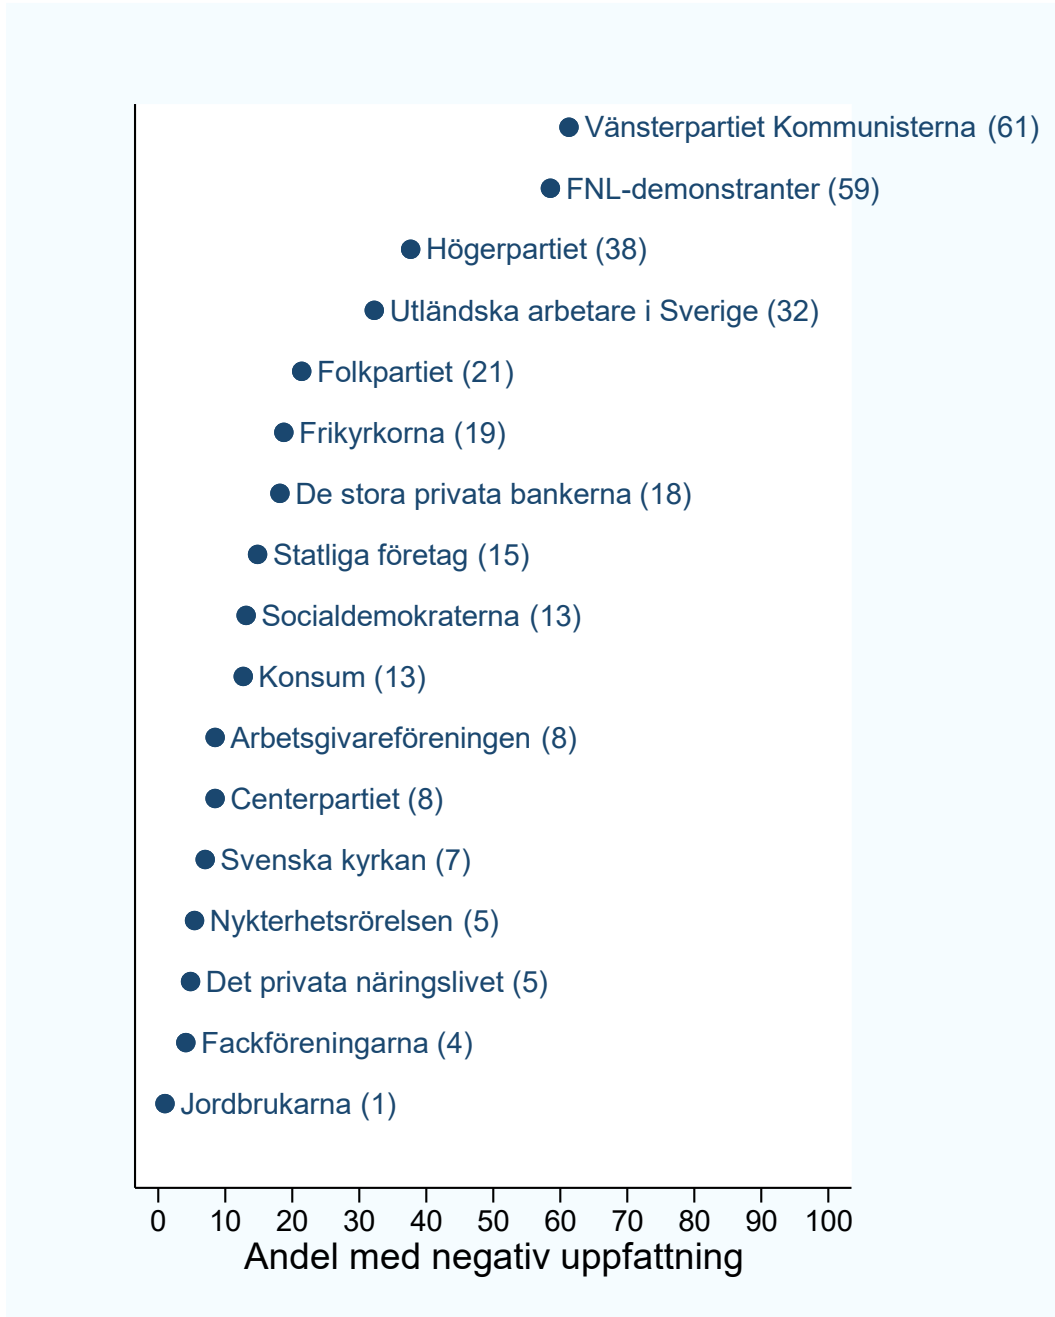 Vänsterpartiet Kommunisterna (61)
FNL-demonstranter (59)
Högerpartiet (38)
Utländska arbetare i Sverige (32)
Folkpartiet (21)
Frikyrkorna (19)
De stora privata bankerna (18)
Statliga företag (15)
Socialdemokraterna (13)
Konsum (13)
Arbetsgivareföreningen (8)
Centerpartiet (8)
Svenska kyrkan (7)
Nykterhetsrörelsen (5)
Det privata näringslivet (5)
Fackföreningarna (4)
Jordbrukarna (1)
0 10 20 30 40 50 60 70 80 90 100
Andel med negativ uppfattning